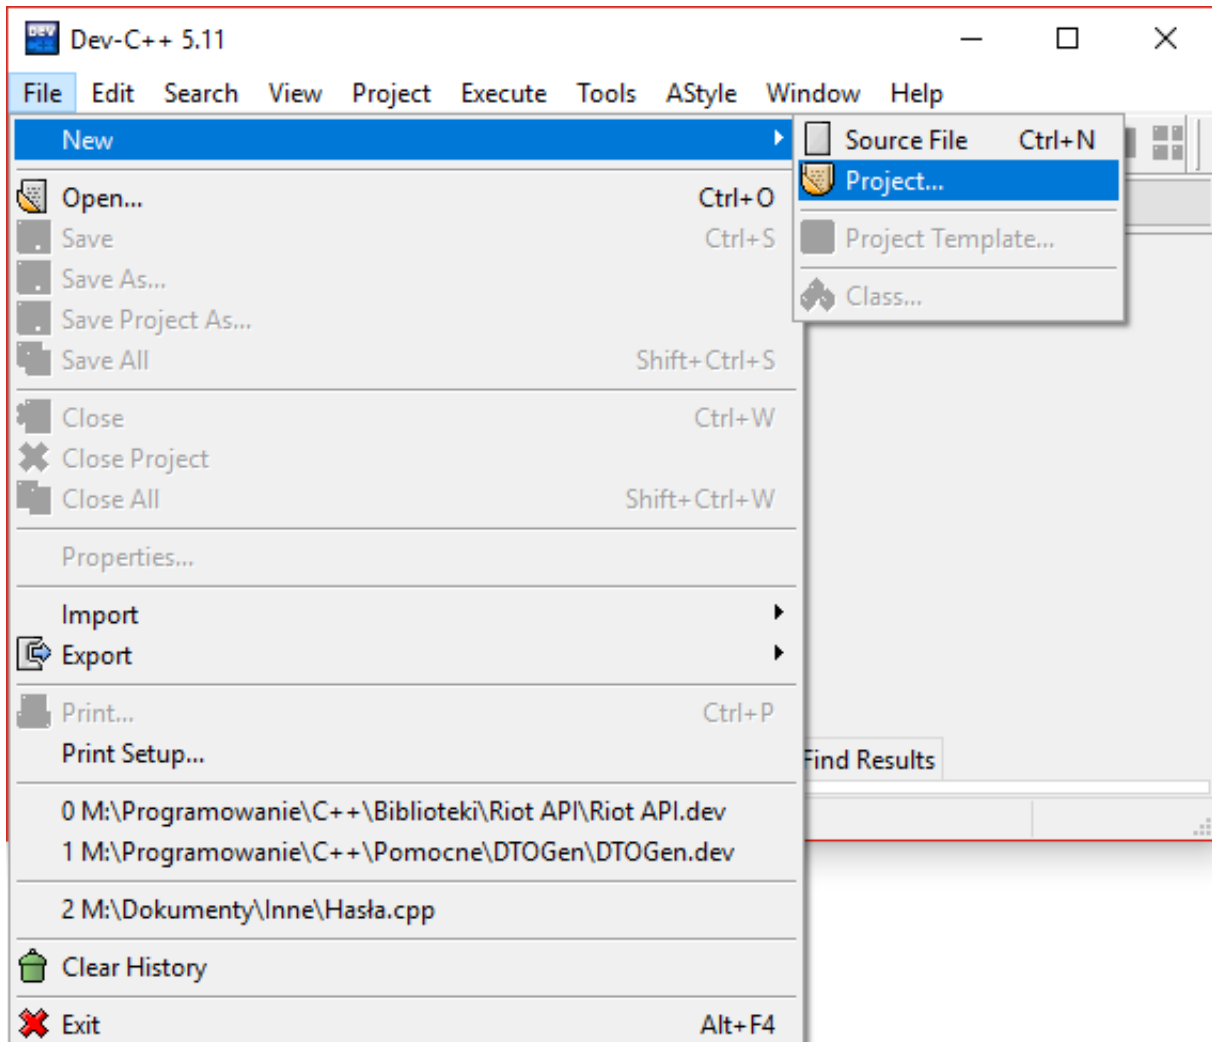 Dev-C++ 5.11
File Edit Search View Project Execute Tools AStyle Window Help
New
Source File Ctrl+N
Project...
Project Template...
Class...
Open... Ctrl+O
Save Ctrl+S
Save As...
Save Project As...
Save All Shift+Ctrl+S
Close Ctrl+W
Close Project
Close All Shift+Ctrl+W
Properties...
Import
Export
Print... Ctrl+P
Print Setup...
Find Results
0 M:\Programowanie\C++\Biblioteki\Riot API\Riot API.dev
1 M:\Programowanie\C++\Pomocne\DTOGen\DTOGen.dev
2 M:\Dokumenty\Inne\Hasła.cpp
Clear History
Exit Alt+F4